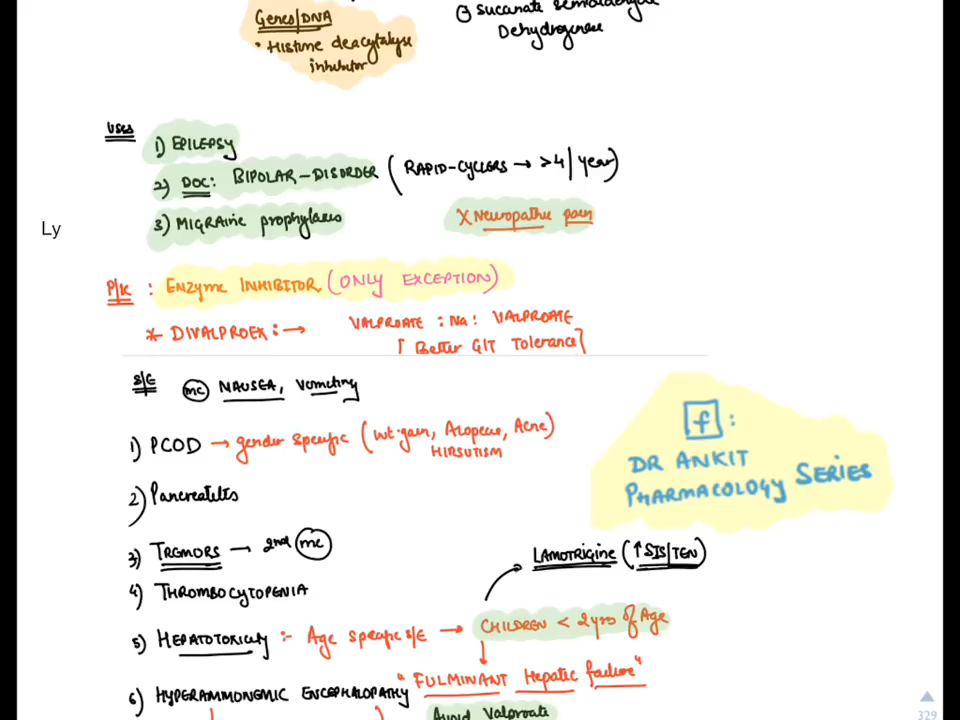 Genes/DNA
• Histone deacytalyse
inhibitor
⊖ Sucanate semialdehyde
Dehydrogenase
Uses
1) EPILEPSY
2) DOC: BIPOLAR-DISORDER (RAPID-CYCLERS → >4/year)
3) MIGRAINE prophylaxis
X Neuropathic pain
Ly
P/K : ENZYME INHIBITOR (ONLY EXCEPTION)
* DIVALPROEX: → VALPROATE : Na : VALPROATE
[Better GIT Tolerance]
S/E mc NAUSEA, Vomiting
1) PCOD → gender specific (wt. gain, Alopecia, Acne)
HIRSUTISM
2) Pancreatitis
3) TREMORS → 2nd mc
4) THROMBOCYTOPENIA
f :
DR ANKIT
PHARMACOLOGY SERIES
LAMOTRIGINE (↑ SJS/TEN)
5) HEPATOTOXICITY :- Age specific s/E → CHILDREN < 2yrs of Age
"FULMINANT Hepatic failure"
6) HYPERAMMONEMIC ENCEPHALOPATHY
Avoid Valproate
329